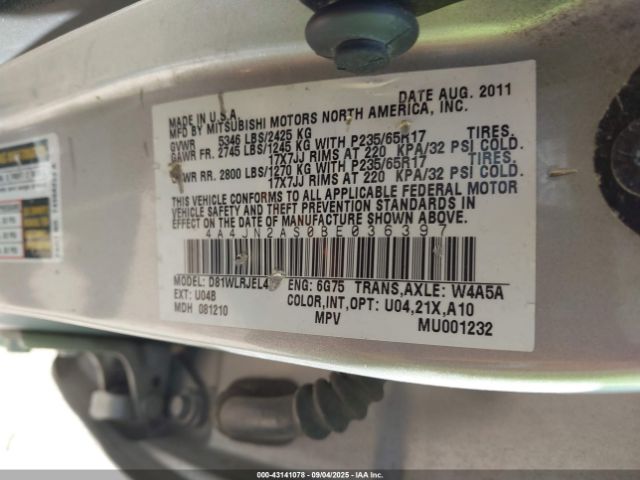 MADE IN U.S.A. DATE AUG. 2011
MFD BY MITSUBISHI MOTORS NORTH AMERICA, INC.
GVWR 5346 LBS/2425 KG
GAWR FR. 2745 LBS/1245 KG WITH P235/65R17 TIRES.
17X7JJ RIMS AT 220 KPA/32 PSI COLD.
WR RR. 2800 LBS/1270 KG WITH P235/65R17 TIRES.
17X7JJ RIMS AT 220 KPA/32 PSI COLD.
THIS VEHICLE CONFORMS TO ALL APPLICABLE FEDERAL MOTOR
VEHICLE SAFETY AND THEFT PREVENTION STANDARDS IN
EFFECT ON THE DATE OF MANUFACTURE SHOWN ABOVE.
4A4JN2AS0BE036397
MODEL: D81WLRJEL4 ENG: 6G75 TRANS,AXLE: W4A5A
EXT: U04B COLOR,INT,OPT: U04,21X,A10
MDH 081210 MPV MU001232
00-43141078 - 09/04/2025 - IAA Inc.